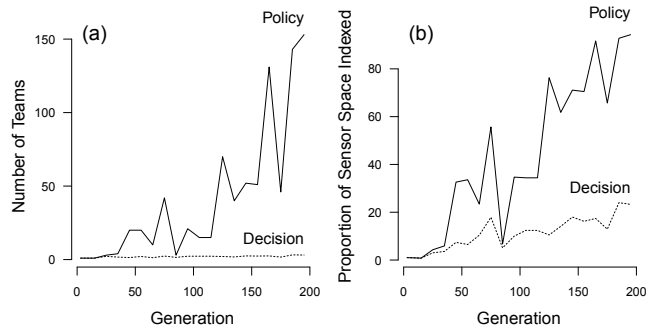 (a)
Policy
150
100
50
0
Number of Teams
Decision
0 50 100 150 200
Generation
(b)
Policy
80
60
40
20
0
Proportion of Sensor Space Indexed
Decision
0 50 100 150 200
Generation